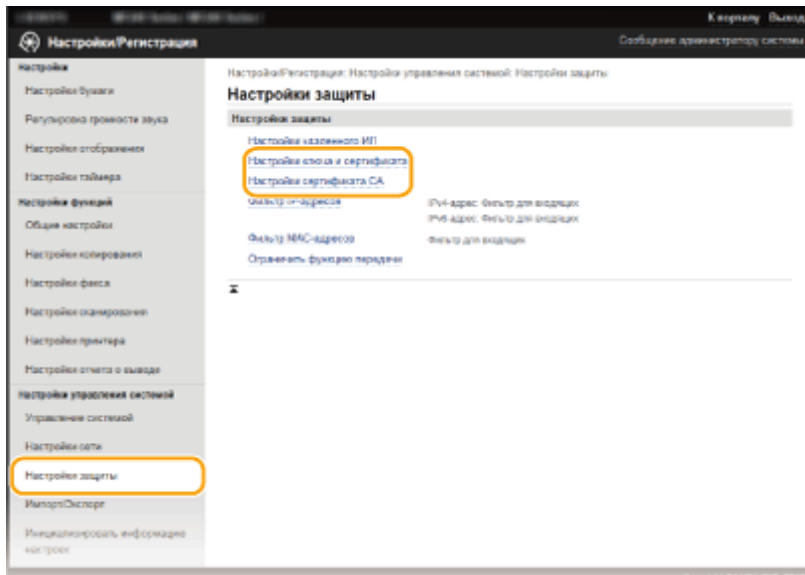 К порталу Выход
Настройки/Регистрация
Сообщение администратору системы
Настройки
Настройки бумаги
Регулировка громкости звука
Настройки отображения
Настройки таймера
Настройки функций
Общие настройки
Настройки копирования
Настройки факса
Настройки сканирования
Настройки принтера
Настройки отчета о выводе
Настройки управления системой
Управление системой
Настройки сети
Настройки защиты
Импорт/Экспорт
Инициализировать информацию
настроек
Настройки/Регистрация: Настройки управления системой: Настройки защиты
Настройки защиты
Настройки защиты
Настройки удаленного ИП
Настройки ключа и сертификата
Настройки сертификата CA
Фильтр IP-адресов
IPv4-адрес: Фильтр для входящих
IPv6-адрес: Фильтр для входящих
Фильтр MAC-адресов
Фильтр для входящих
Ограничить функцию передачи